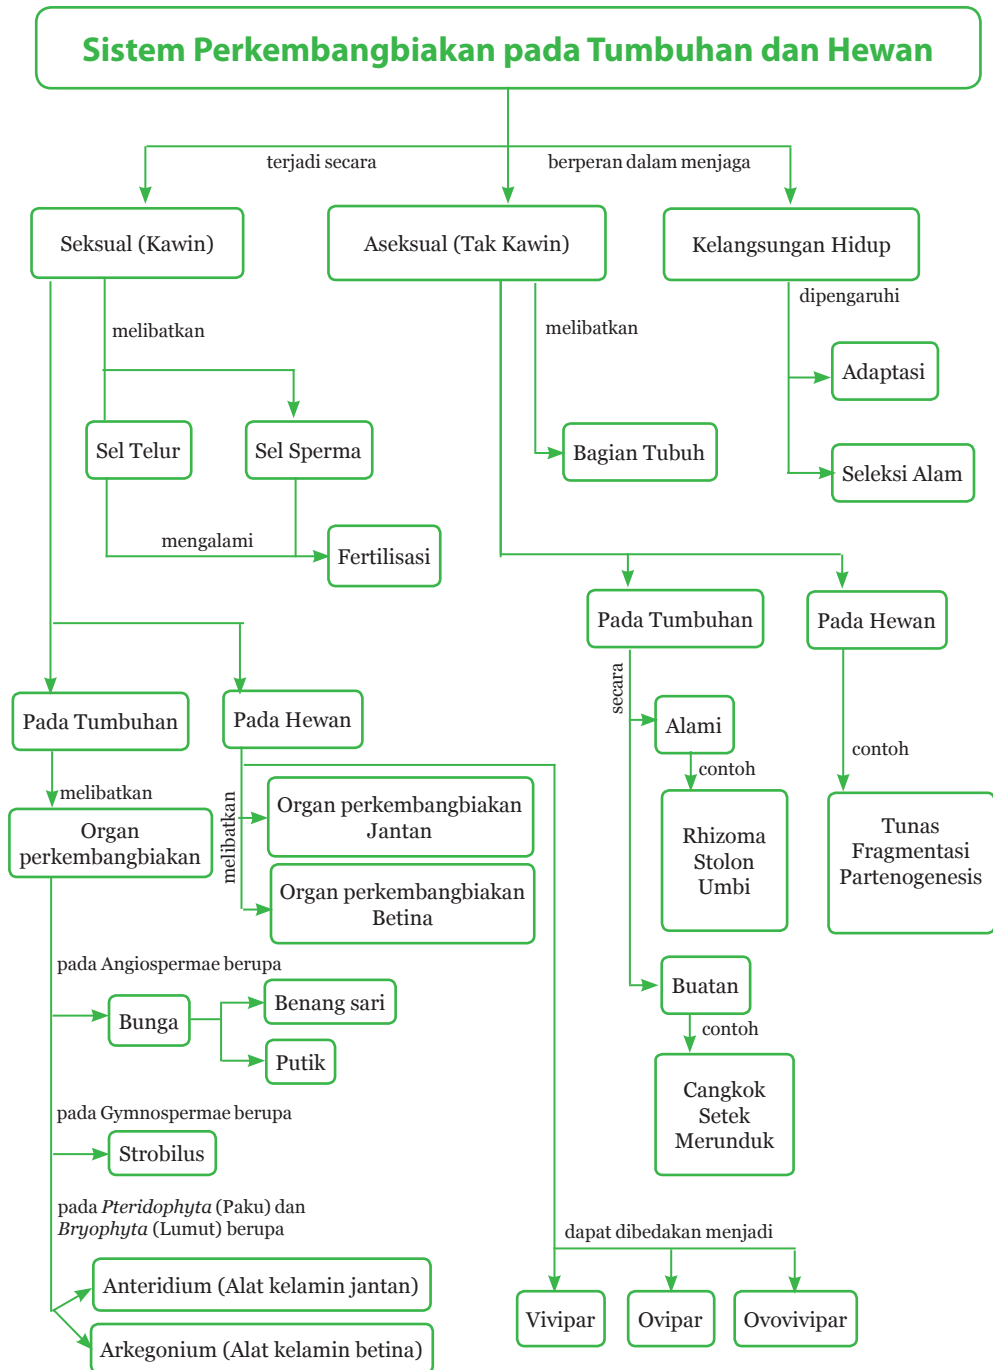 Sistem Perkembangbiakan pada Tumbuhan dan Hewan
terjadi secara
berperan dalam menjaga
Seksual (Kawin)
Aseksual (Tak Kawin)
Kelangsungan Hidup
dipengaruhi
melibatkan
melibatkan
Adaptasi
Sel Telur
Sel Sperma
Bagian Tubuh
Seleksi Alam
mengalami
Fertilisasi
Pada Tumbuhan
Pada Hewan
secara
Pada Tumbuhan
Pada Hewan
Alami
contoh
contoh
melibatkan
melibatkan
Organ
perkembangbiakan
Organ perkembangbiakan
Jantan
Organ perkembangbiakan
Betina
Rhizoma
Stolon
Umbi
Tunas
Fragmentasi
Partenogenesis
pada Angiospermae berupa
Bunga
Benang sari
Putik
Buatan
contoh
Cangkok
Setek
Merunduk
pada Gymnospermae berupa
Strobilus
pada Pteridophyta (Paku) dan
Bryophyta (Lumut) berupa
dapat dibedakan menjadi
Anteridium (Alat kelamin jantan)
Arkegonium (Alat kelamin betina)
Vivipar
Ovipar
Ovovivipar